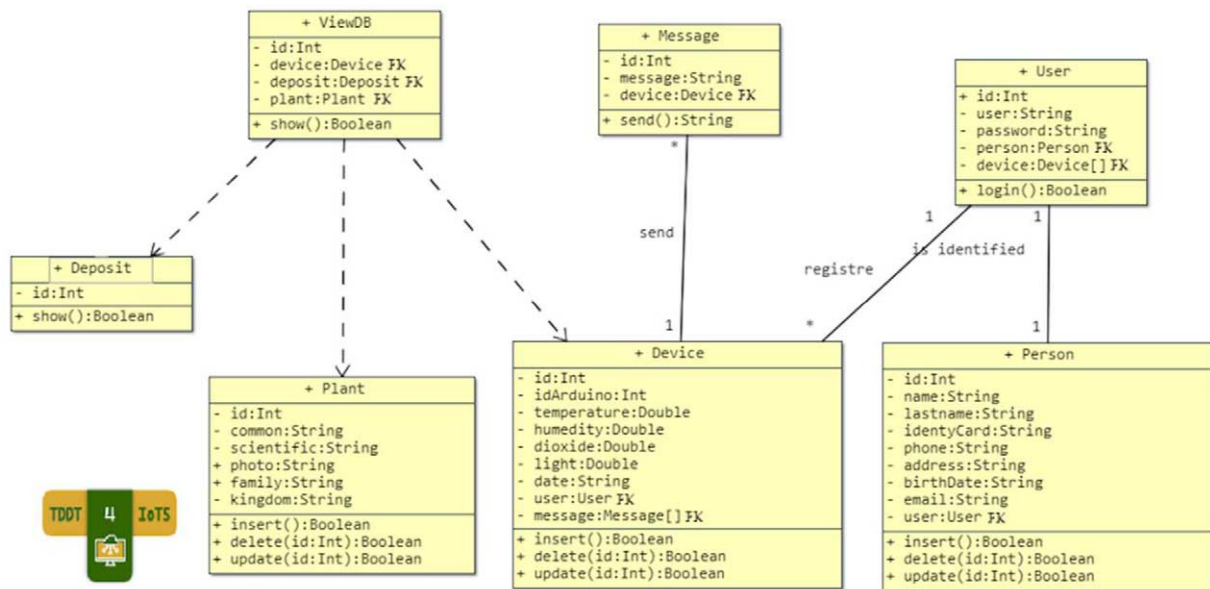 + ViewDB
- id:Int
- device:Device FK
- deposit:Deposit FK
- plant:Plant FK
+ show():Boolean
+ Message
- id:Int
- message:String
- device:Device FK
+ send():String
+ User
+ id:Int
- user:String
- password:String
- person:Person FK
- device:Device[] FK
+ login():Boolean
*
send
1
1
registre
*
1
is identified
1
+ Deposit
- id:Int
+ show():Boolean
+ Plant
- id:Int
- common:String
- scientific:String
+ photo:String
+ family:String
- kingdom:String
+ insert():Boolean
+ delete(id:Int):Boolean
+ update(id:Int):Boolean
+ Device
- id:Int
- idArduino:Int
- temperature:Double
- humedity:Double
- dioxide:Double
- light:Double
- date:String
- user:User FK
- message:Message[] FK
+ insert():Boolean
+ delete(id:Int):Boolean
+ update(id:Int):Boolean
+ Person
- id:Int
- name:String
- lastname:String
- identyCard:String
- phone:String
- address:String
- birthDate:String
- email:String
- user:User FK
+ insert():Boolean
+ delete(id:Int):Boolean
+ update(id:Int):Boolean
TDDT 4 IoTS